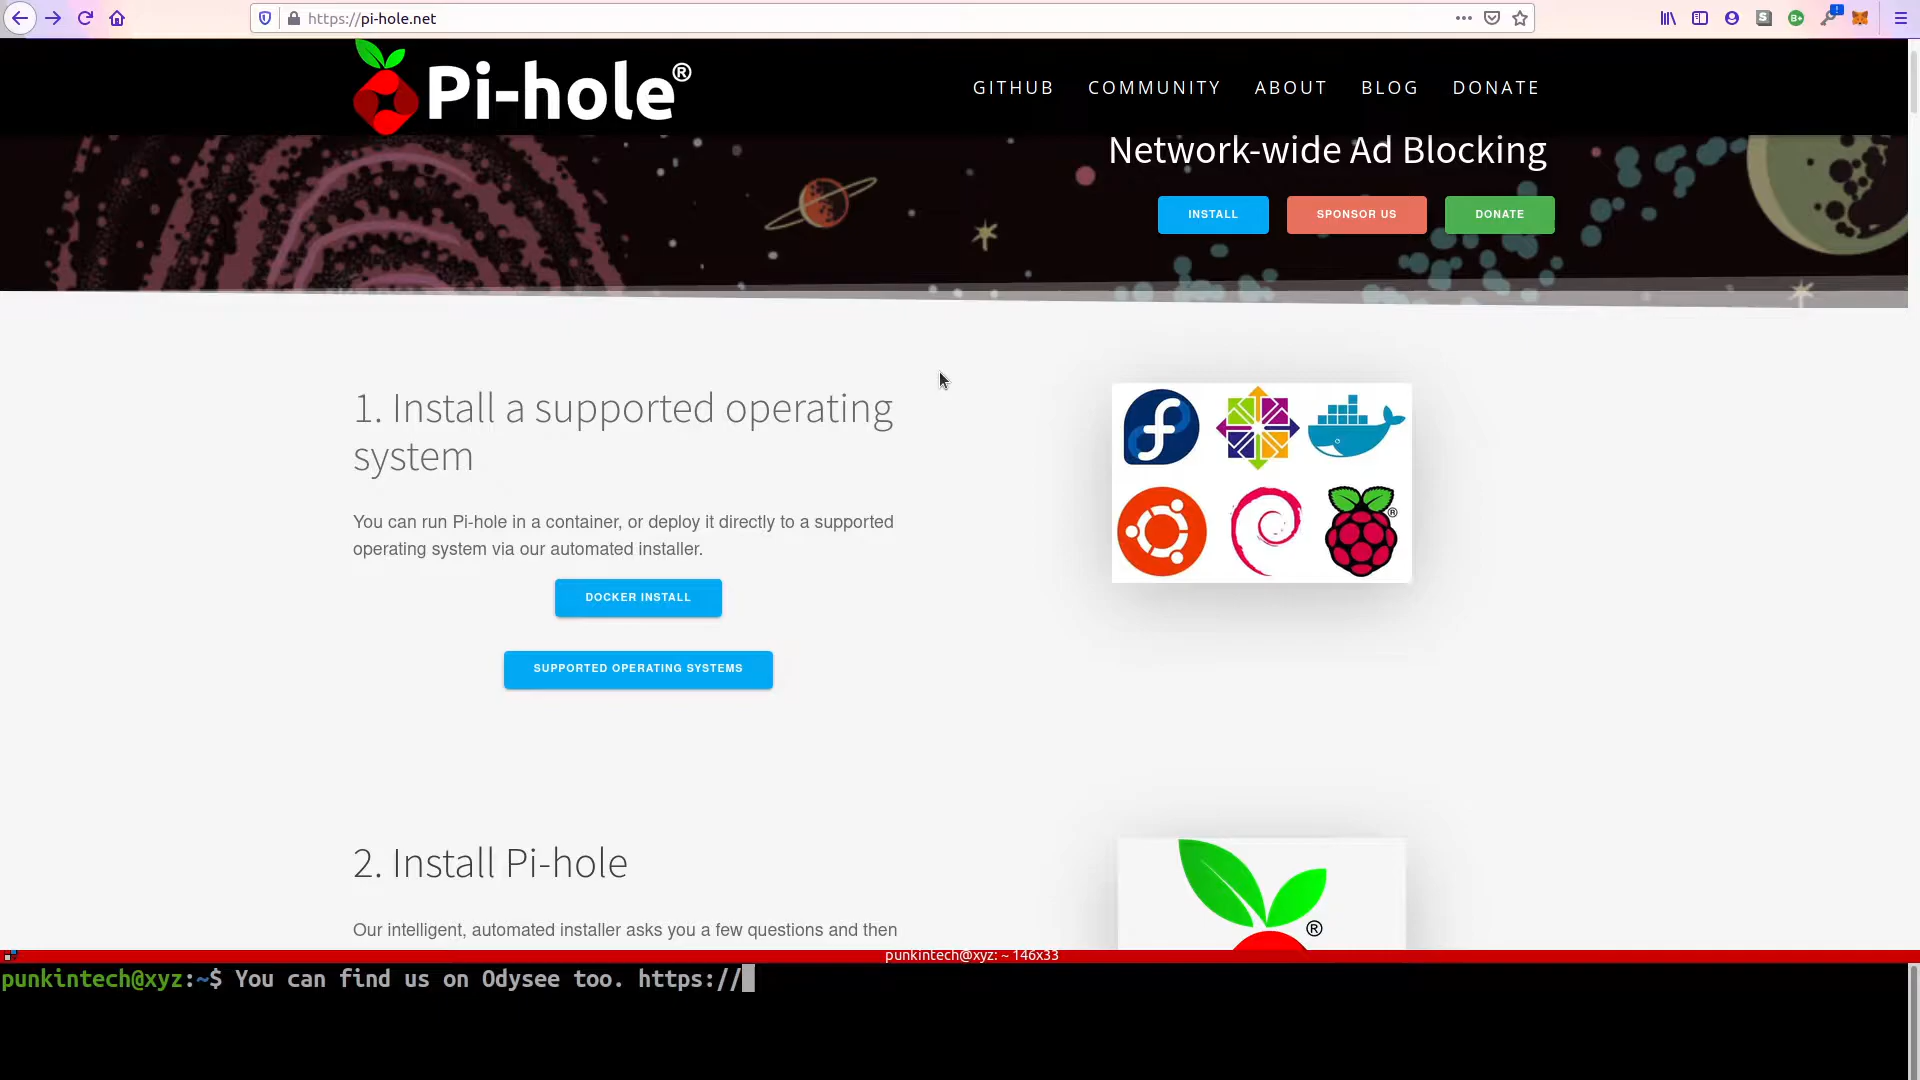 https://pi-hole.net
S
B+
Pi-hole®
GITHUB COMMUNITY ABOUT BLOG DONATE
Network-wide Ad Blocking
INSTALL SPONSOR US DONATE
1. Install a supported operating
system
You can run Pi-hole in a container, or deploy it directly to a supported
operating system via our automated installer.
DOCKER INSTALL
SUPPORTED OPERATING SYSTEMS
®
2. Install Pi-hole
Our intelligent, automated installer asks you a few questions and then
®
punkintech@xyz: ~ 146x33
punkintech@xyz:~$ You can find us on Odysee too. https://